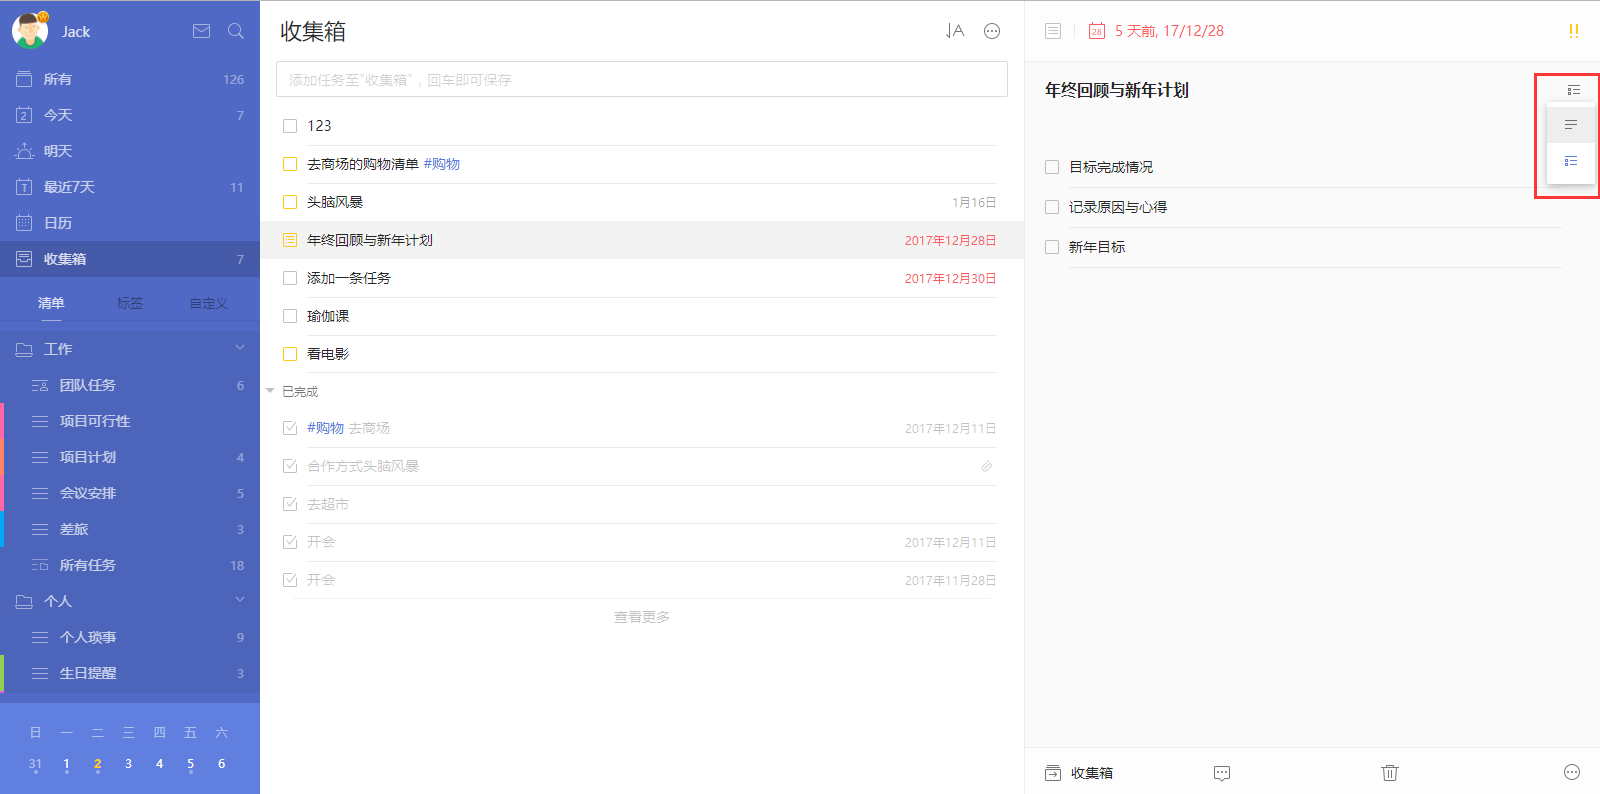 Jack
所有 126
2 今天 7
明天
T 最近7天 11
日历
收集箱 7
清单 标签 自定义
工作
团队任务 6
项目可行性
项目计划 4
会议安排 5
差旅 3
所有任务 18
个人
个人琐事 9
生日提醒 3
日 一 二 三 四 五 六
31 1 2 3 4 5 6
收集箱
添加任务至"收集箱"，回车即可保存
123
去商场的购物清单 #购物
头脑风暴 1月16日
年终回顾与新年计划 2017年12月28日
添加一条任务 2017年12月30日
瑜伽课
看电影
已完成
#购物 去商场 2017年12月11日
合作方式头脑风暴
去超市
开会 2017年12月11日
开会 2017年11月28日
查看更多
28 5 天前, 17/12/28 !!
年终回顾与新年计划
目标完成情况
记录原因与心得
新年目标
收集箱